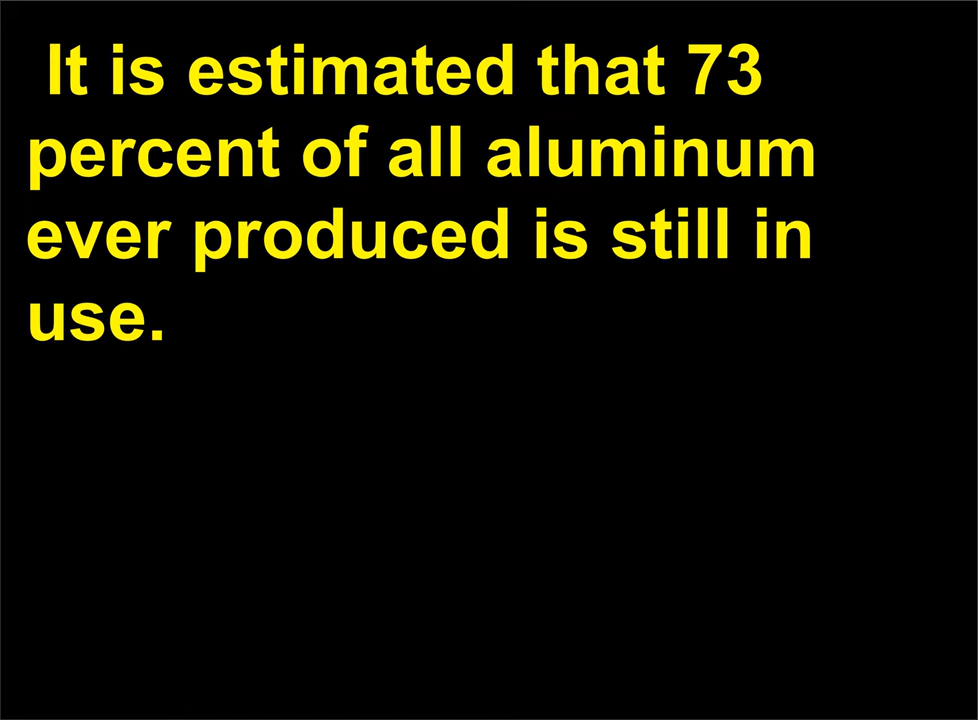 It is estimated that 73
percent of all aluminum
ever produced is still in
use.